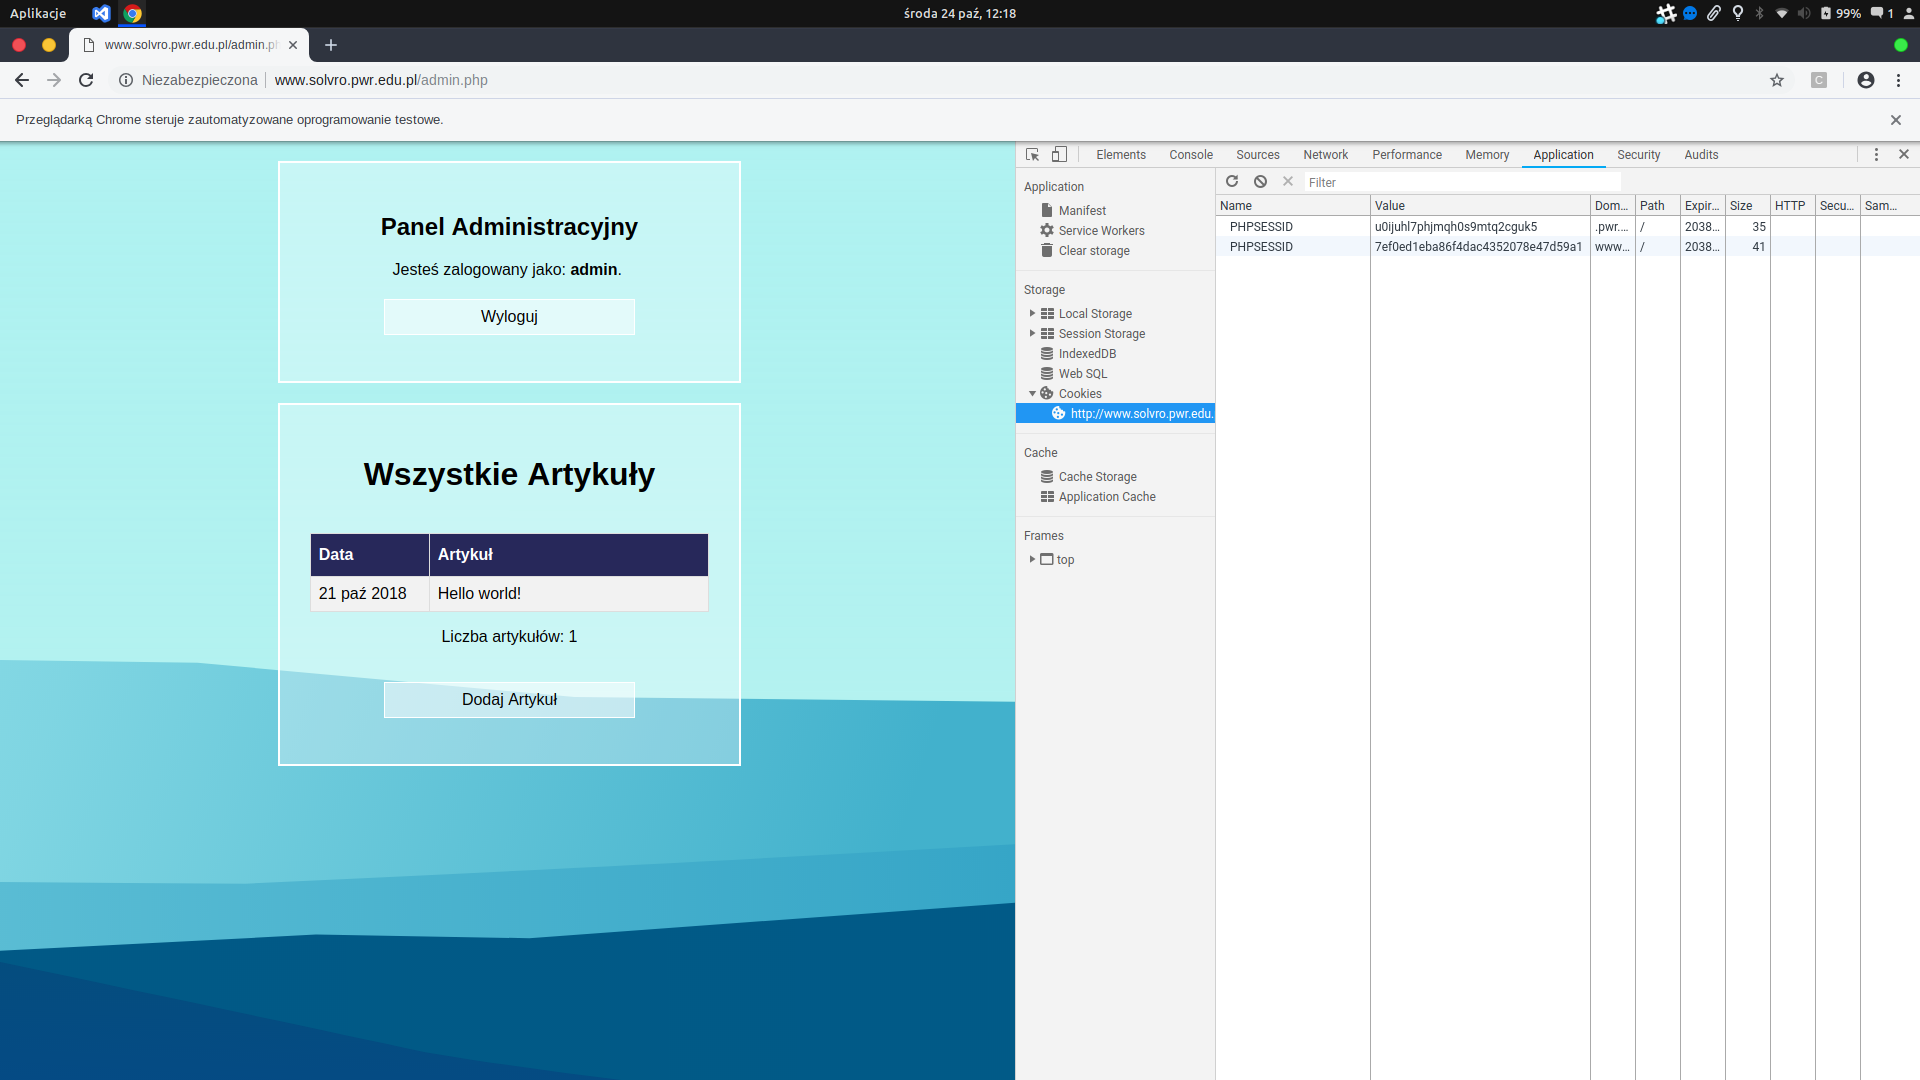 Aplikacje
środa 24 paź, 12:18
99%
1
www.solvro.pwr.edu.pl/admin.p
Niezabezpieczona
www.solvro.pwr.edu.pl/admin.php
C
Przeglądarką Chrome steruje zautomatyzowane oprogramowanie testowe.
Panel Administracyjny
Jesteś zalogowany jako: admin.
Wyloguj
Wszystkie Artykuły
Data Artykuł
21 paź 2018 Hello world!
Liczba artykułów: 1
Dodaj Artykuł
Elements Console Sources Network Performance Memory Application Security Audits
Application
Manifest
Service Workers
Clear storage
Storage
Local Storage
Session Storage
IndexedDB
Web SQL
Cookies
http://www.solvro.pwr.edu.
Cache
Cache Storage
Application Cache
Frames
top
Filter
Name Value Dom... Path Expir... Size HTTP Secu... Sam...
PHPSESSID u0ijuhl7phjmqh0s9mtq2cguk5 .pwr.... / 2038... 35
PHPSESSID 7ef0ed1eba86f4dac4352078e47d59a1 www... / 2038... 41